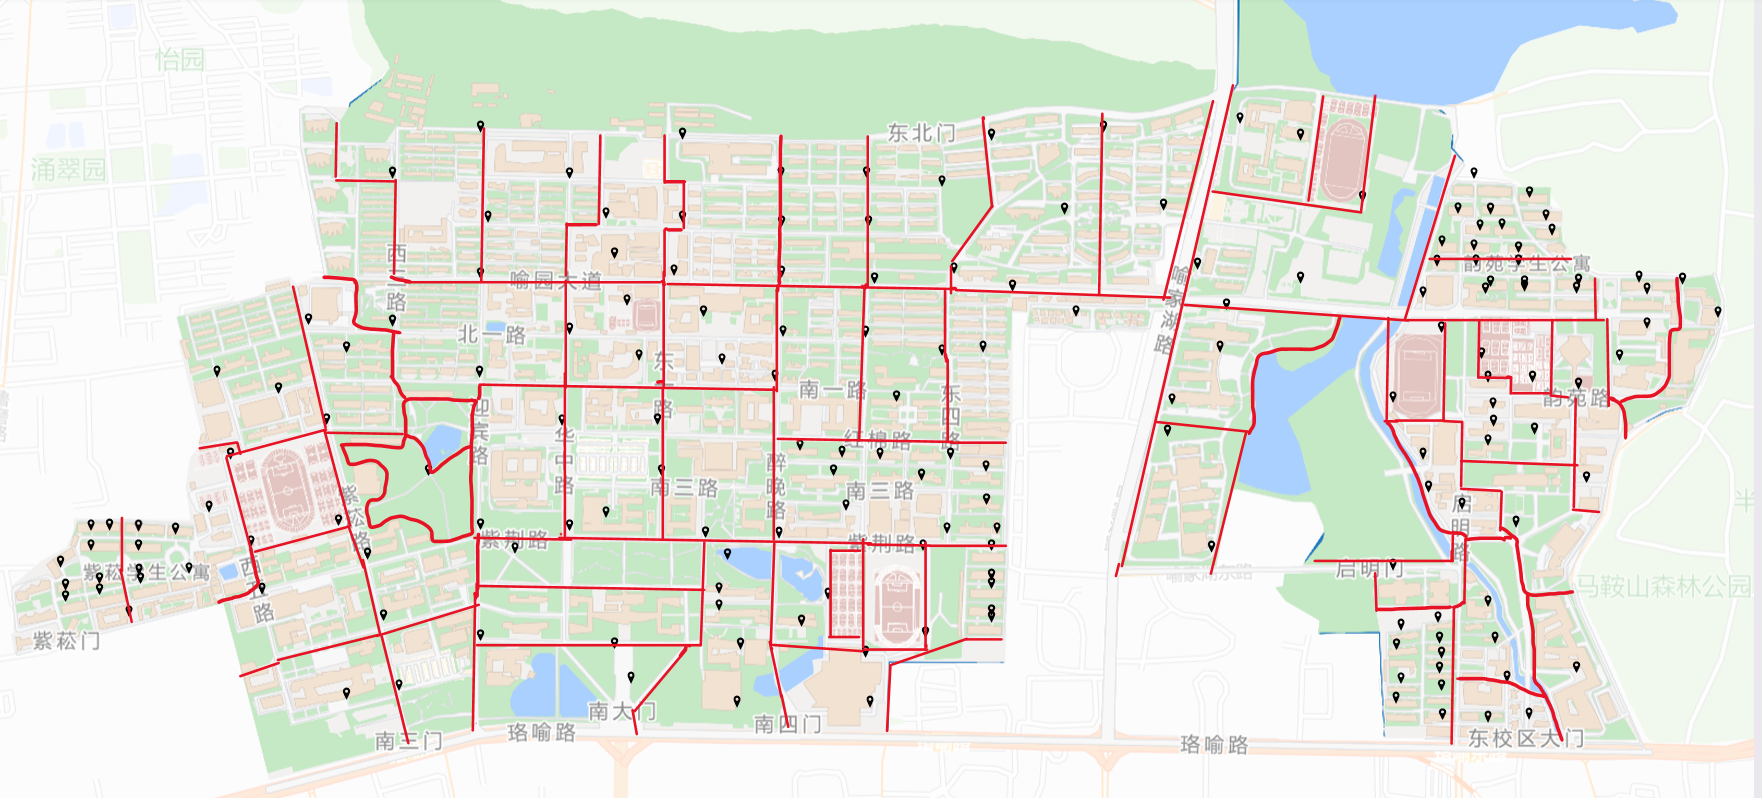 怡园
涌翠园
东北门
西二路
喻园大道
喻家湖路
韵苑学生公寓
北一路
东一路
南一路
东四路
韵苑路
迎宾路
华中路
红棉路
醉晚路
南三路
南三路
紫松路
启明路
紫荆路
紫荆路
紫菘学生公寓
西五路
启明门
喻家湖东路
马鞍山森林公园
半
紫菘门
南大门
南四门
南三门
珞喻路
珞喻路
东校区大门